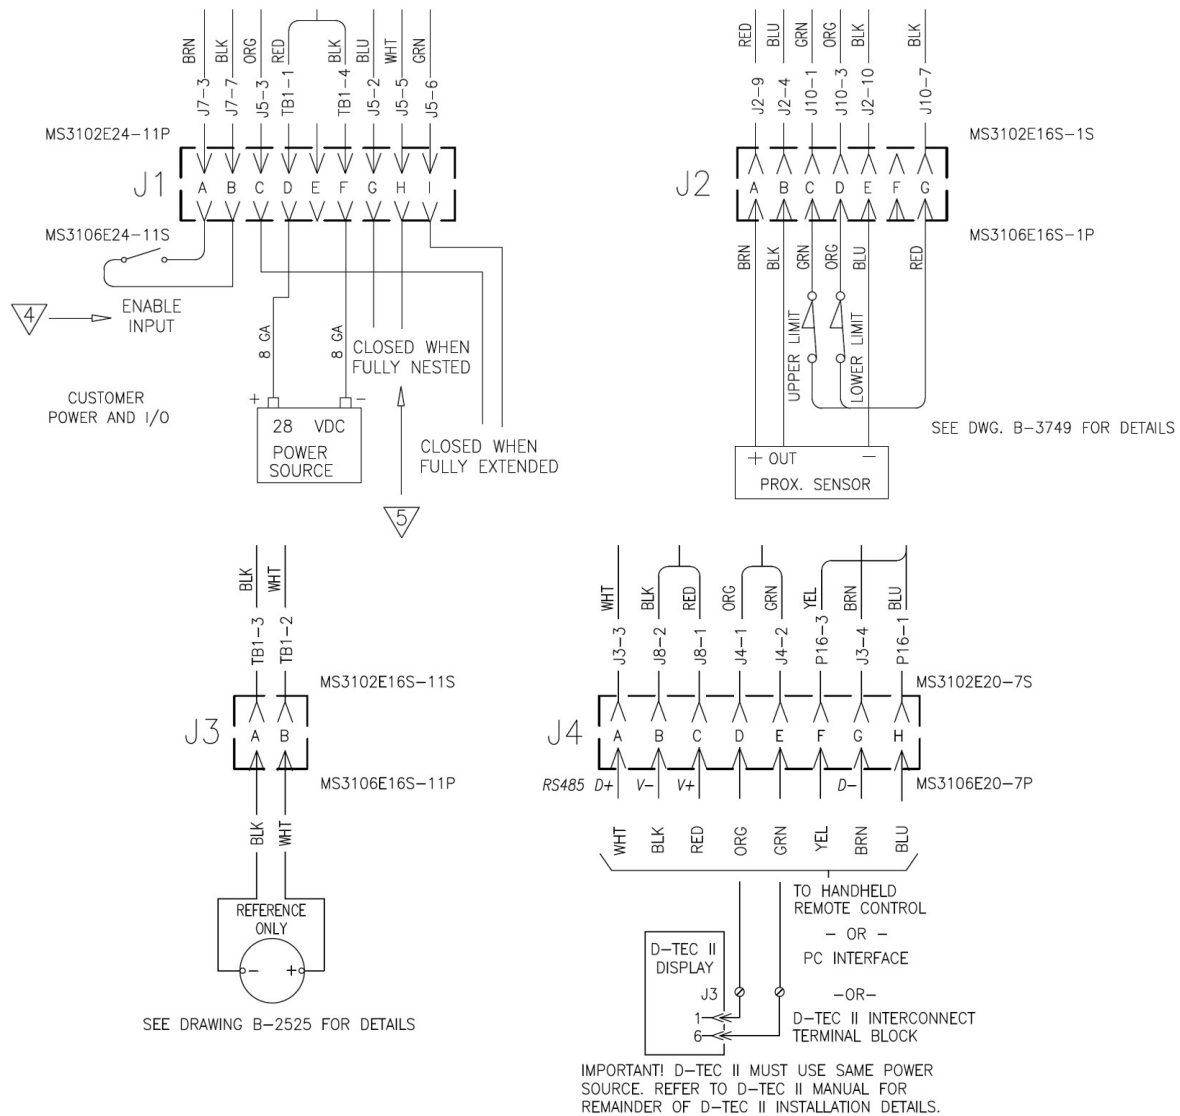 BRN
BLK
ORG
RED
BLK
BLU
WHT
GRN
J7-3
J7-7
J5-3
TB1-1
TB1-4
J5-2
J5-5
J5-6
MS3102E24-11P
J1
A B C D E F G H I
MS3106E24-11S
4
ENABLE
INPUT
8 GA
8 GA
CLOSED WHEN
FULLY NESTED
CUSTOMER
POWER AND I/O
+ -
28 VDC
POWER
SOURCE
CLOSED WHEN
FULLY EXTENDED
5
RED
BLU
GRN
ORG
BLK
BLK
J2-9
J2-4
J10-1
J10-3
J2-10
J10-7
MS3102E16S-1S
J2
A B C D E F G
MS3106E16S-1P
BRN
BLK
GRN
ORG
BLU
RED
UPPER LIMIT
LOWER LIMIT
SEE DWG. B-3749 FOR DETAILS
+ OUT -
PROX. SENSOR
BLK
WHT
TB1-3
TB1-2
MS3102E16S-11S
J3
A B
MS3106E16S-11P
BLK
WHT
REFERENCE
ONLY
- +
SEE DRAWING B-2525 FOR DETAILS
WHT
BLK
RED
ORG
GRN
YEL
BRN
BLU
J3-3
J8-2
J8-1
J4-1
J4-2
P16-3
J3-4
P16-1
MS3102E20-7S
J4
A B C D E F G H
RS485 D+ V- V+ D-
MS3106E20-7P
WHT
BLK
RED
ORG
GRN
YEL
BRN
BLU
TO HANDHELD
REMOTE CONTROL
- OR -
PC INTERFACE
-OR-
D-TEC II INTERCONNECT
TERMINAL BLOCK
D-TEC II
DISPLAY
J3
1
6
IMPORTANT! D-TEC II MUST USE SAME POWER
SOURCE. REFER TO D-TEC II MANUAL FOR
REMAINDER OF D-TEC II INSTALLATION DETAILS.